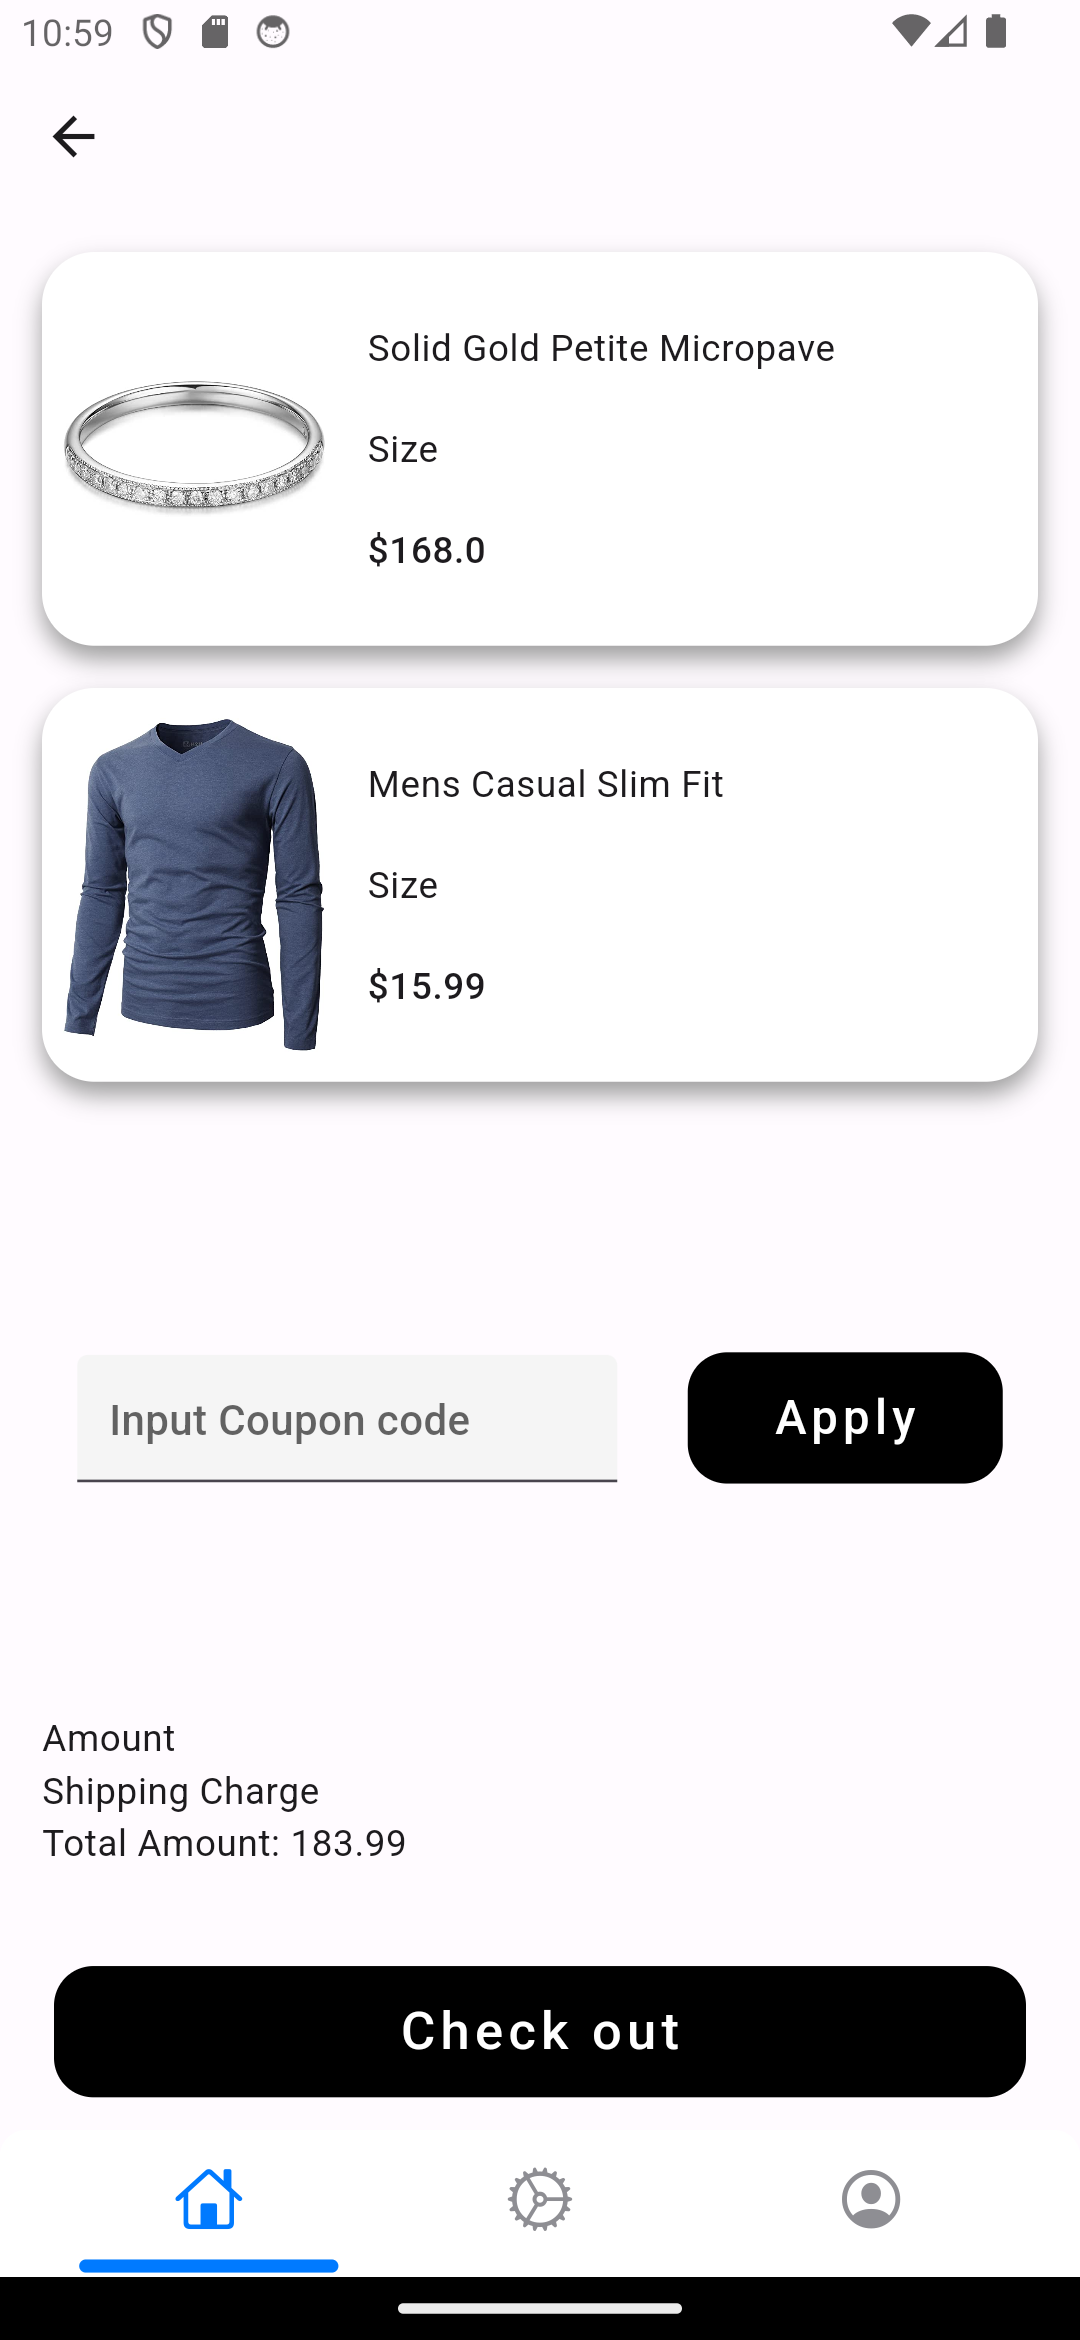 10:59
Solid Gold Petite Micropave
Size
$168.0
Mens Casual Slim Fit
Size
$15.99
Input Coupon code
Apply
Amount
Shipping Charge
Total Amount: 183.99
Check out